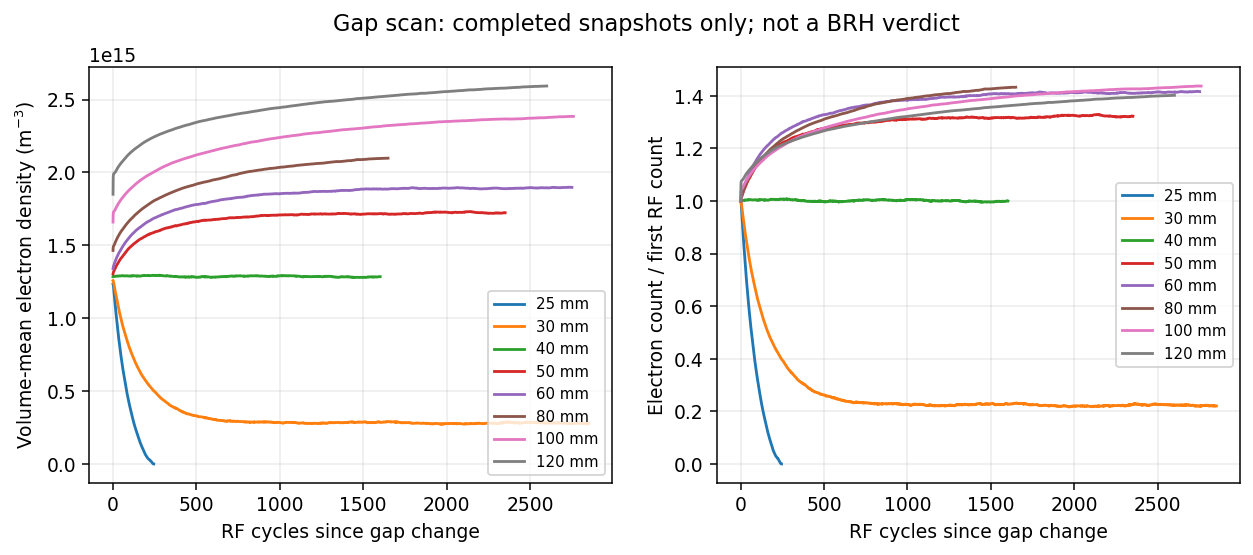 Gap scan: completed snapshots only; not a BRH verdict
1e15
Volume-mean electron density (m⁻³)
2.5
2.0
1.5
1.0
0.5
0.0
0
500
1000
1500
2000
2500
RF cycles since gap change
25 mm
30 mm
40 mm
50 mm
60 mm
80 mm
100 mm
120 mm
Electron count / first RF count
1.4
1.2
1.0
0.8
0.6
0.4
0.2
0.0
0
500
1000
1500
2000
2500
RF cycles since gap change
25 mm
30 mm
40 mm
50 mm
60 mm
80 mm
100 mm
120 mm